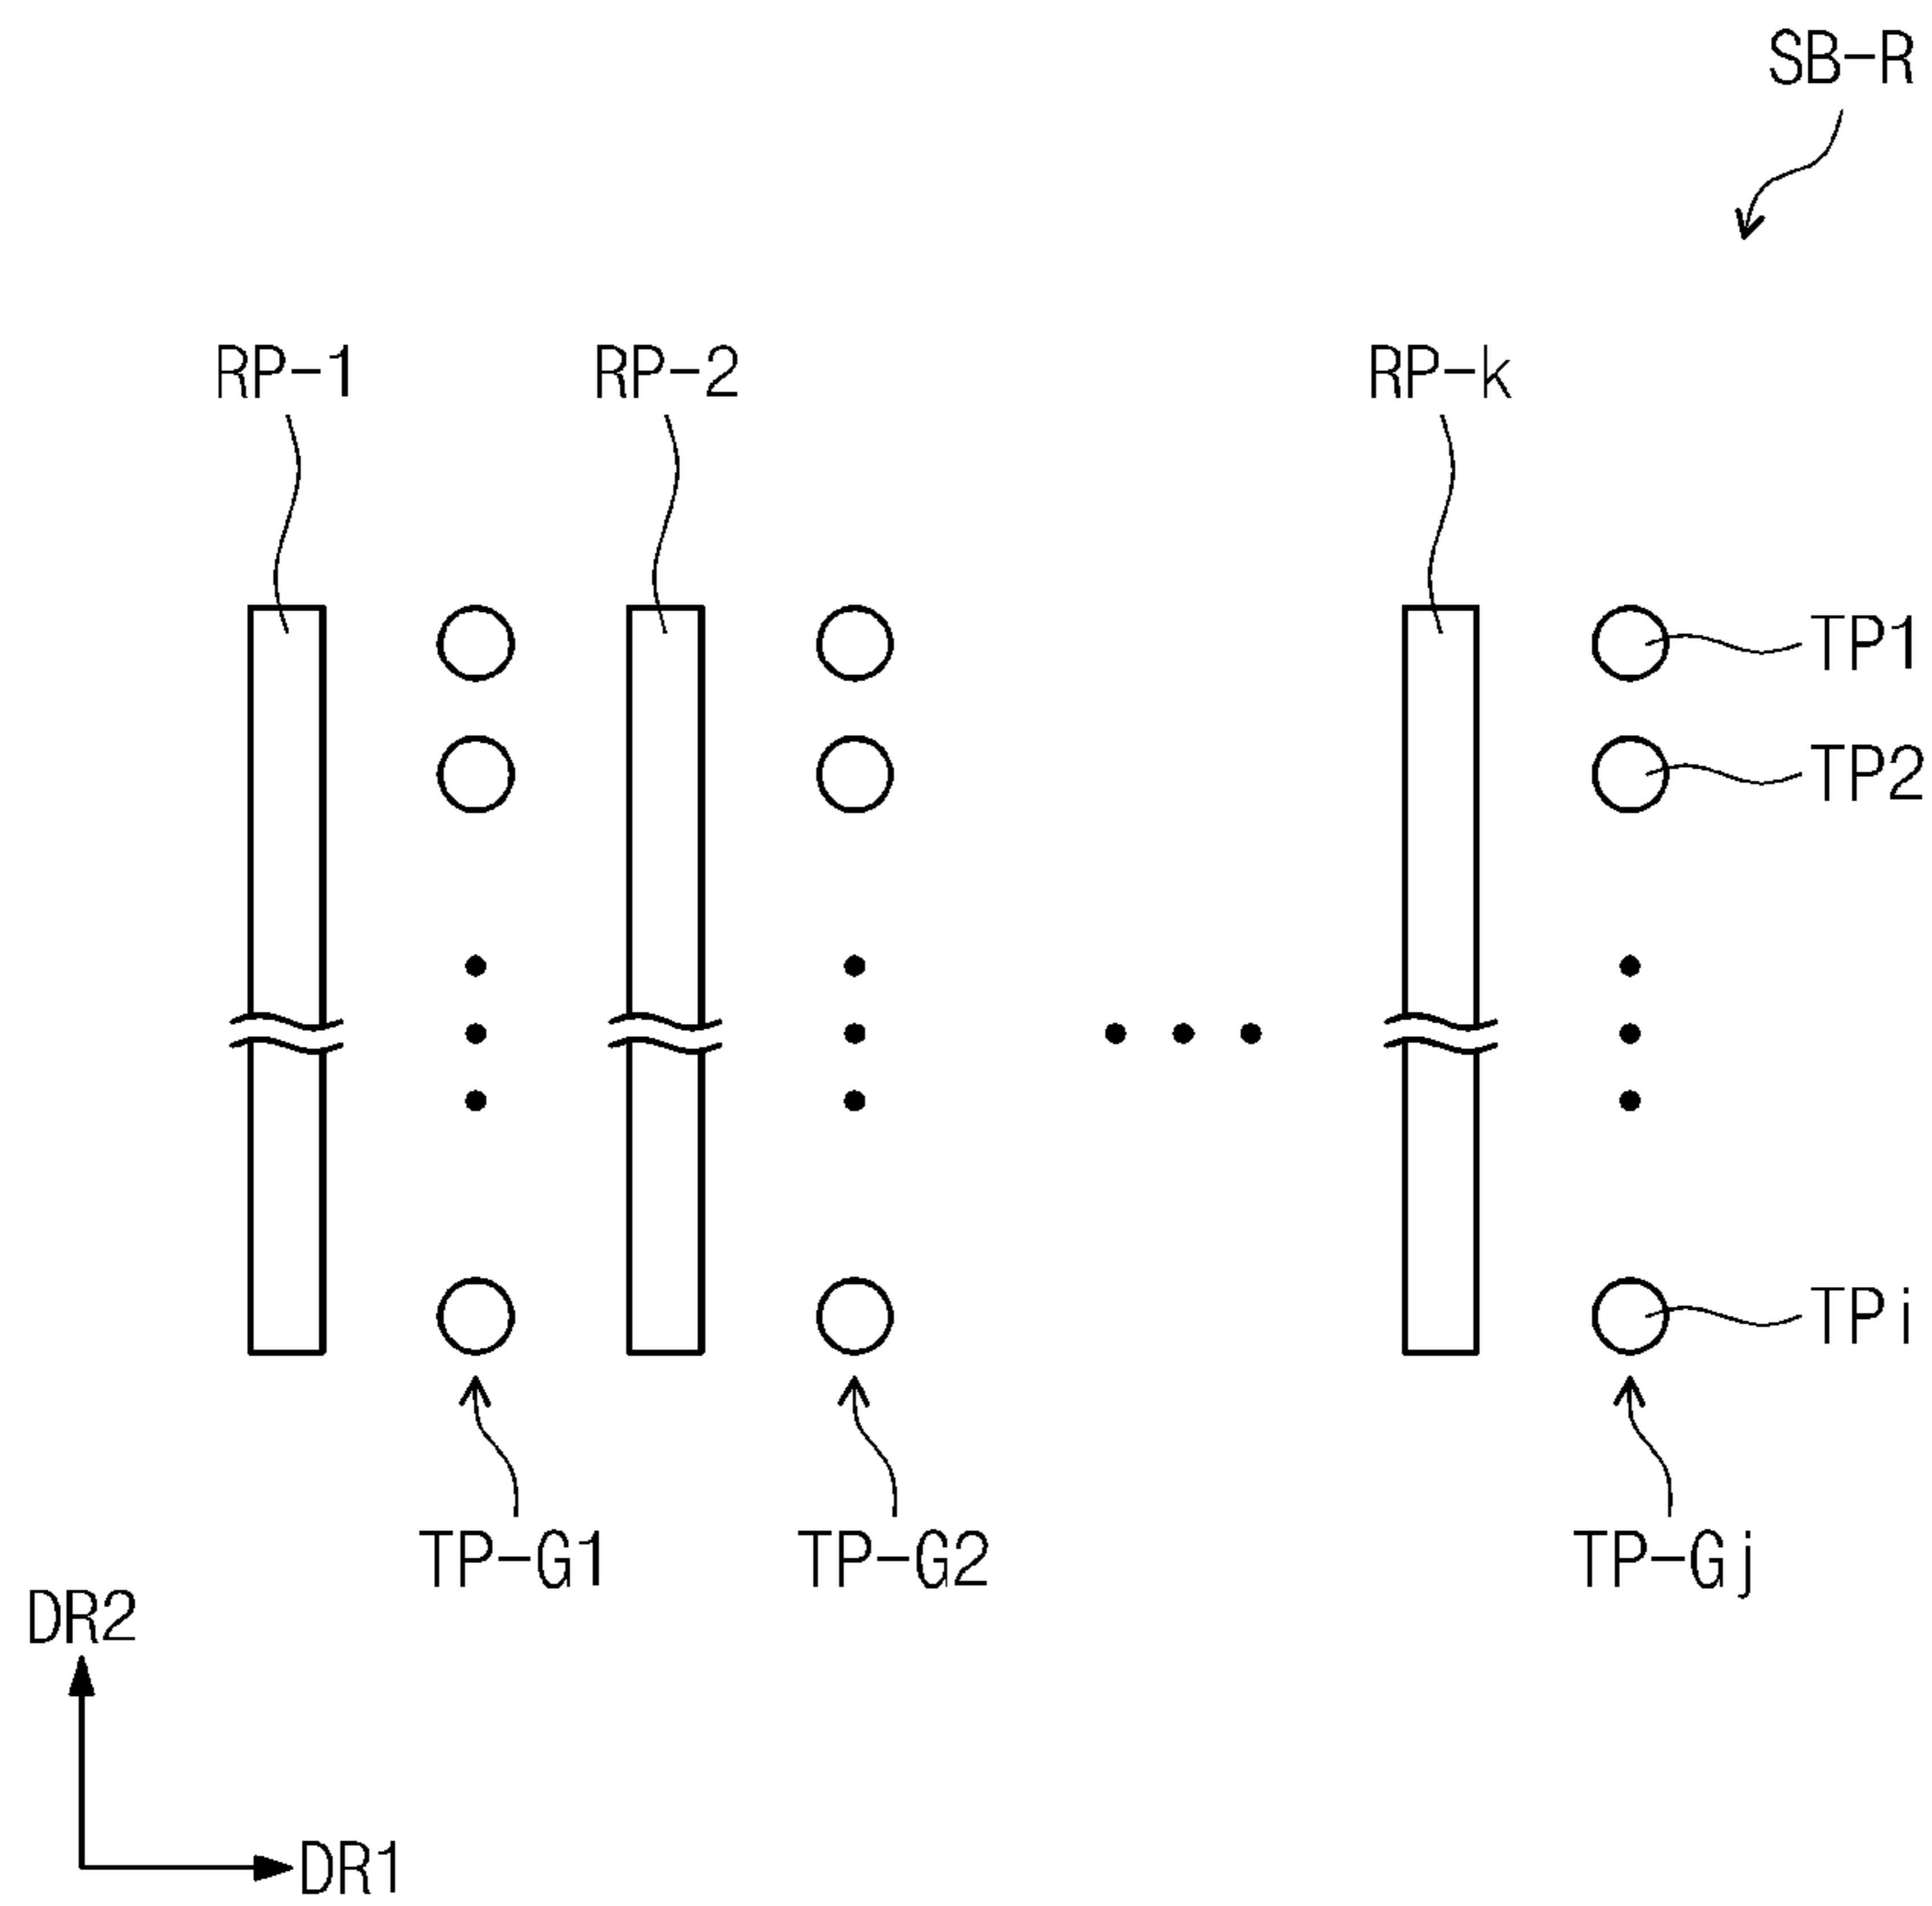 SB-R
RP-1 RP-2 RP-k
TP1
TP2
TPi
TP-G1 TP-G2 TP-Gj
DR2
DR1